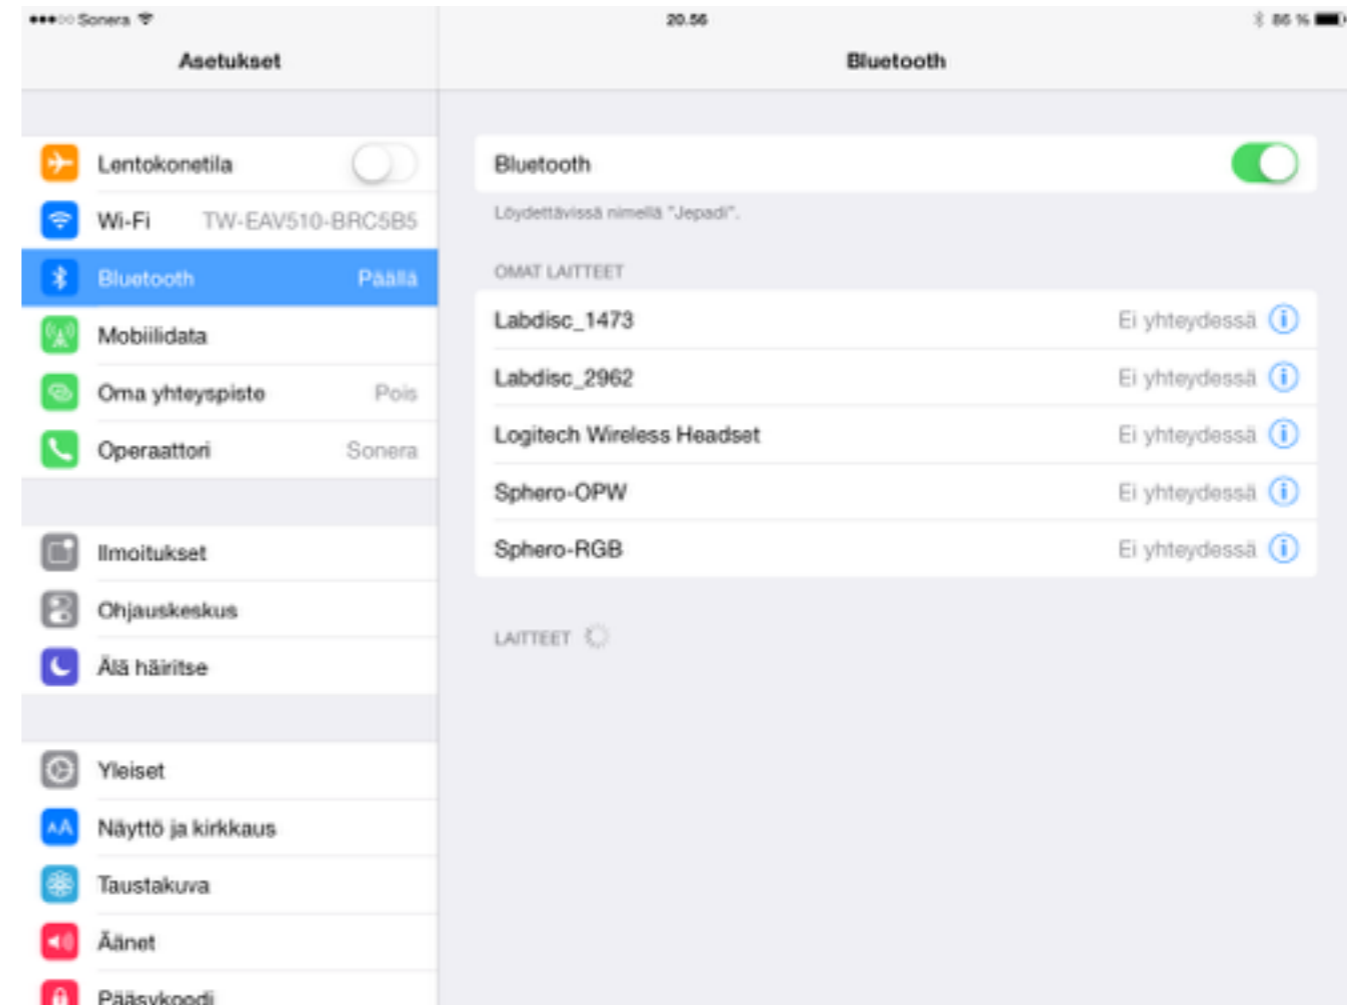 Sonera
20.56
86 %
Asetukset
Bluetooth
Lentokonetila
Wi-Fi TW-EAV510-BRC5B5
Bluetooth Päällä
Mobiilidata
Oma yhteyspiste Pois
Operaattori Sonera
Ilmoitukset
Ohjauskeskus
Älä häiritse
Yleiset
Näyttö ja kirkkaus
Taustakuva
Äänet
Pääsykoodi
Bluetooth
Löydettävissä nimellä "Jepadi".
OMAT LAITTEET
Labdisc_1473 Ei yhteydessä
Labdisc_2962 Ei yhteydessä
Logitech Wireless Headset Ei yhteydessä
Sphero-OPW Ei yhteydessä
Sphero-RGB Ei yhteydessä
LAITTEET